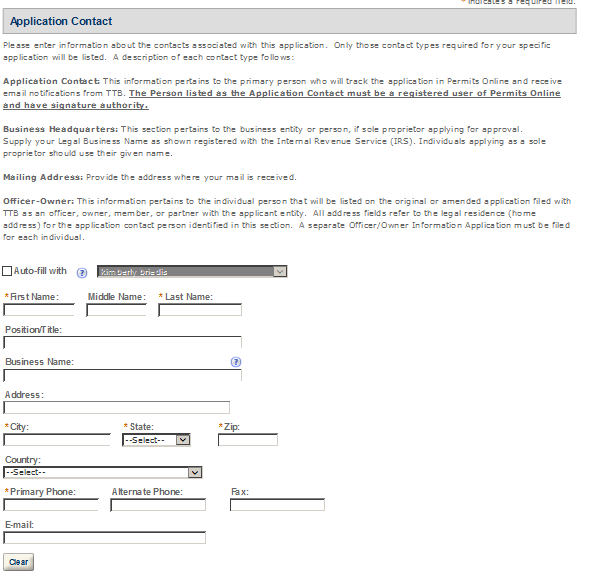 * Indicates a required field.
Application Contact
Please enter information about the contacts associated with this application. Only those contact types required for your specific
application will be listed. A description of each contact type follows:
Application Contact: This information pertains to the primary person who will track the application in Permits Online and receive
email notifications from TTB. The Person listed as the Application Contact must be a registered user of Permits Online
and have signature authority.
Business Headquarters: This section pertains to the business entity or person, if sole proprietor applying for approval.
Supply your Legal Business Name as shown registered with the Internal Revenue Service (IRS). Individuals applying as a sole
proprietor should use their given name.
Mailing Address: Provide the address where your mail is received.
Officer-Owner: This information pertains to the individual person that will be listed on the original or amended application filed with
TTB as an officer, owner, member, or partner with the applicant entity. All address fields refer to the legal residence (home
address) for the application contact person identified in this section. A separate Officer/Owner Information Application must be filed
for each individual.
Auto-fill with ? kimberly briedis
* First Name: Middle Name: * Last Name:
Position/Title:
Business Name: ?
Address:
* City: * State: * Zip:
--Select--
Country:
--Select--
* Primary Phone: Alternate Phone: Fax:
E-mail:
Clear